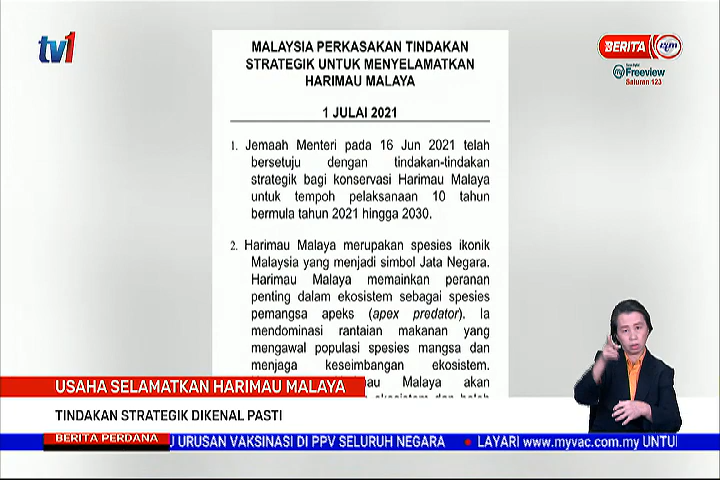 tv1
BERITA rtm
my Freeview
Saluran 123
MALAYSIA PERKASAKAN TINDAKAN
STRATEGIK UNTUK MENYELAMATKAN
HARIMAU MALAYA
1 JULAI 2021
1. Jemaah Menteri pada 16 Jun 2021 telah
bersetuju dengan tindakan-tindakan
strategik bagi konservasi Harimau Malaya
untuk tempoh pelaksanaan 10 tahun
bermula tahun 2021 hingga 2030.
2. Harimau Malaya merupakan spesies ikonik
Malaysia yang menjadi simbol Jata Negara.
Harimau Malaya memainkan peranan
penting dalam ekosistem sebagai spesies
pemangsa apeks (apex predator). Ia
mendominasi rantaian makanan yang
mengawal populasi spesies mangsa dan
menjaga keseimbangan ekosistem.
Malaya akan
USAHA SELAMATKAN HARIMAU MALAYA
TINDAKAN STRATEGIK DIKENAL PASTI
BERITA PERDANA
URUSAN VAKSINASI DI PPV SELURUH NEGARA • LAYARI www.myvac.com.my UNTUK